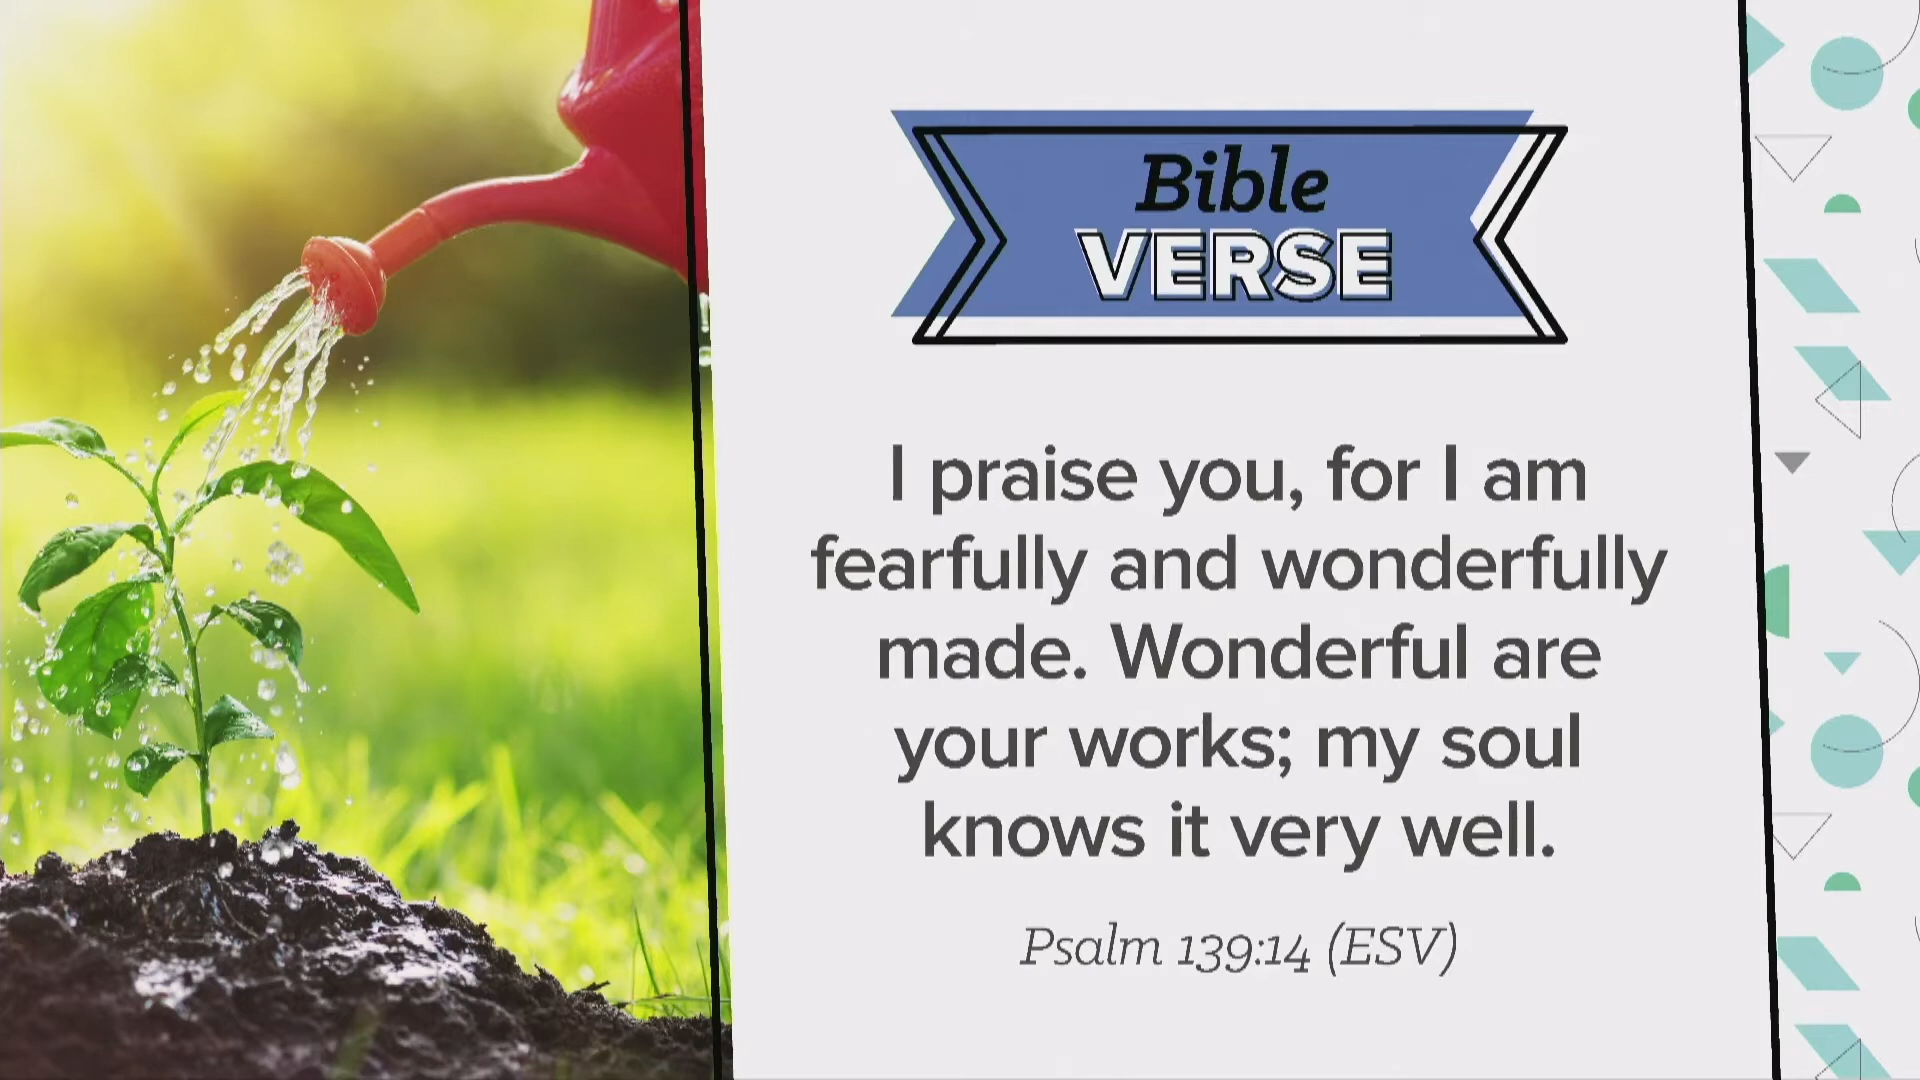 Bible
VERSE
I praise you, for I am
fearfully and wonderfully
made. Wonderful are
your works; my soul
knows it very well.
Psalm 139:14 (ESV)